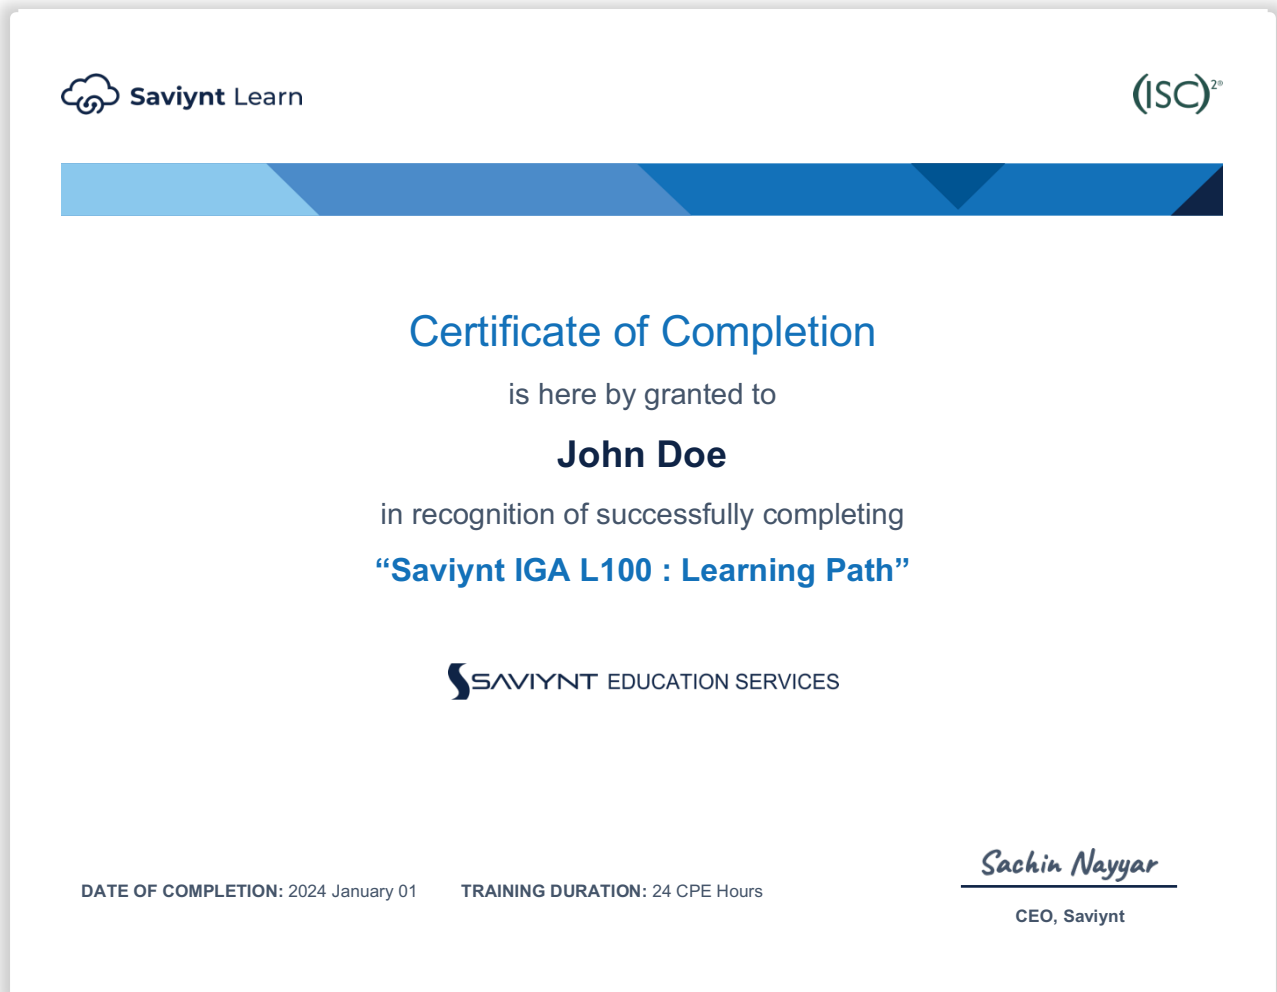 Saviynt Learn
(ISC)²®
Certificate of Completion
is here by granted to
John Doe
in recognition of successfully completing
“Saviynt IGA L100 : Learning Path”
SAVIYNT EDUCATION SERVICES
Sachin Nayyar
DATE OF COMPLETION: 2024 January 01 TRAINING DURATION: 24 CPE Hours
CEO, Saviynt